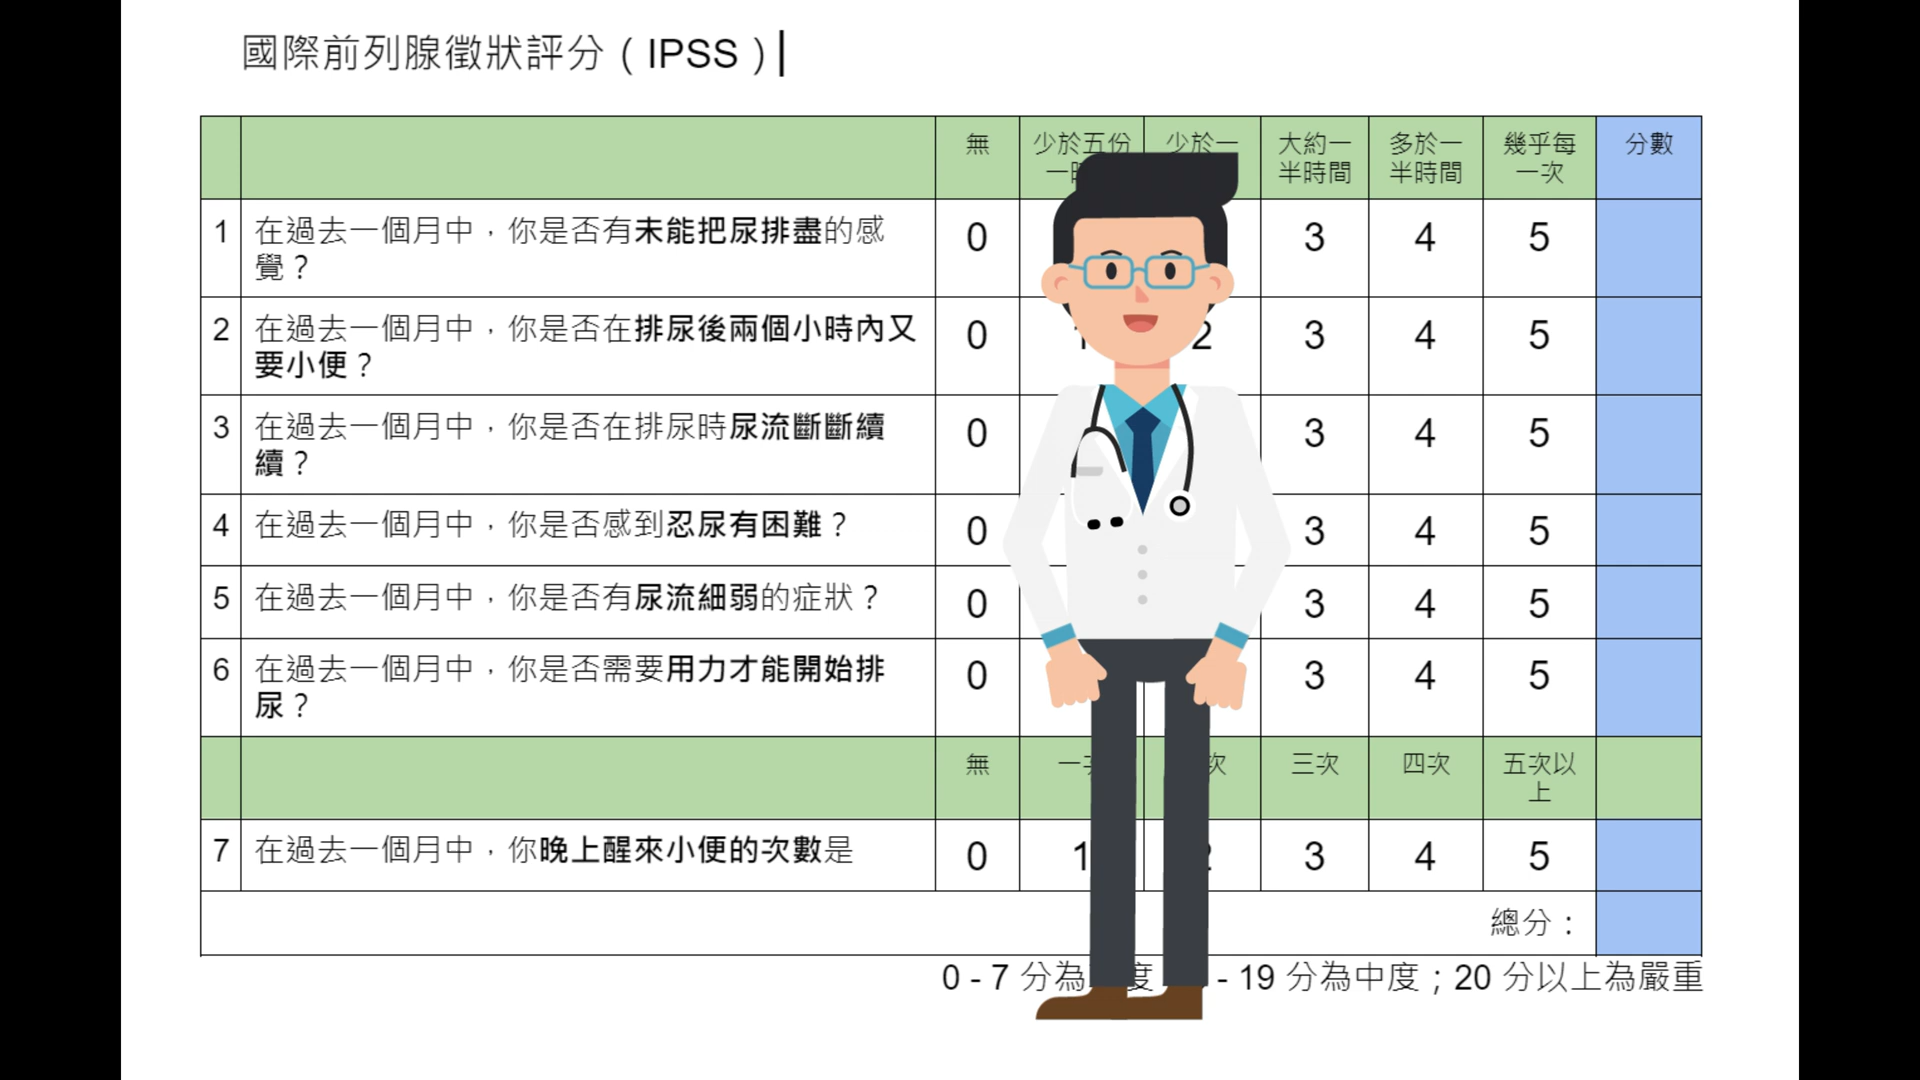 國際前列腺徵狀評分(IPSS)
無 少於五份 少於一 大約一 多於一 幾乎每 分數
一 半時間 半時間 一次
1 在過去一個月中,你是否有未能把尿排盡的感 0 3 4 5
覺?
2 在過去一個月中,你是否在排尿後兩個小時內又 0 2 3 4 5
要小便?
3 在過去一個月中,你是否在排尿時尿流斷斷續 0 3 4 5
續?
4 在過去一個月中,你是否感到忍尿有困難? 0 3 4 5
5 在過去一個月中,你是否有尿流細弱的症狀? 0 3 4 5
6 在過去一個月中,你是否需要用力才能開始排 0 3 4 5
尿?
無 一 次 三次 四次 五次以
上
7 在過去一個月中,你晚上醒來小便的次數是 0 1 3 4 5
總分:
0 - 7 分為 度 - 19 分為中度;20 分以上為嚴重